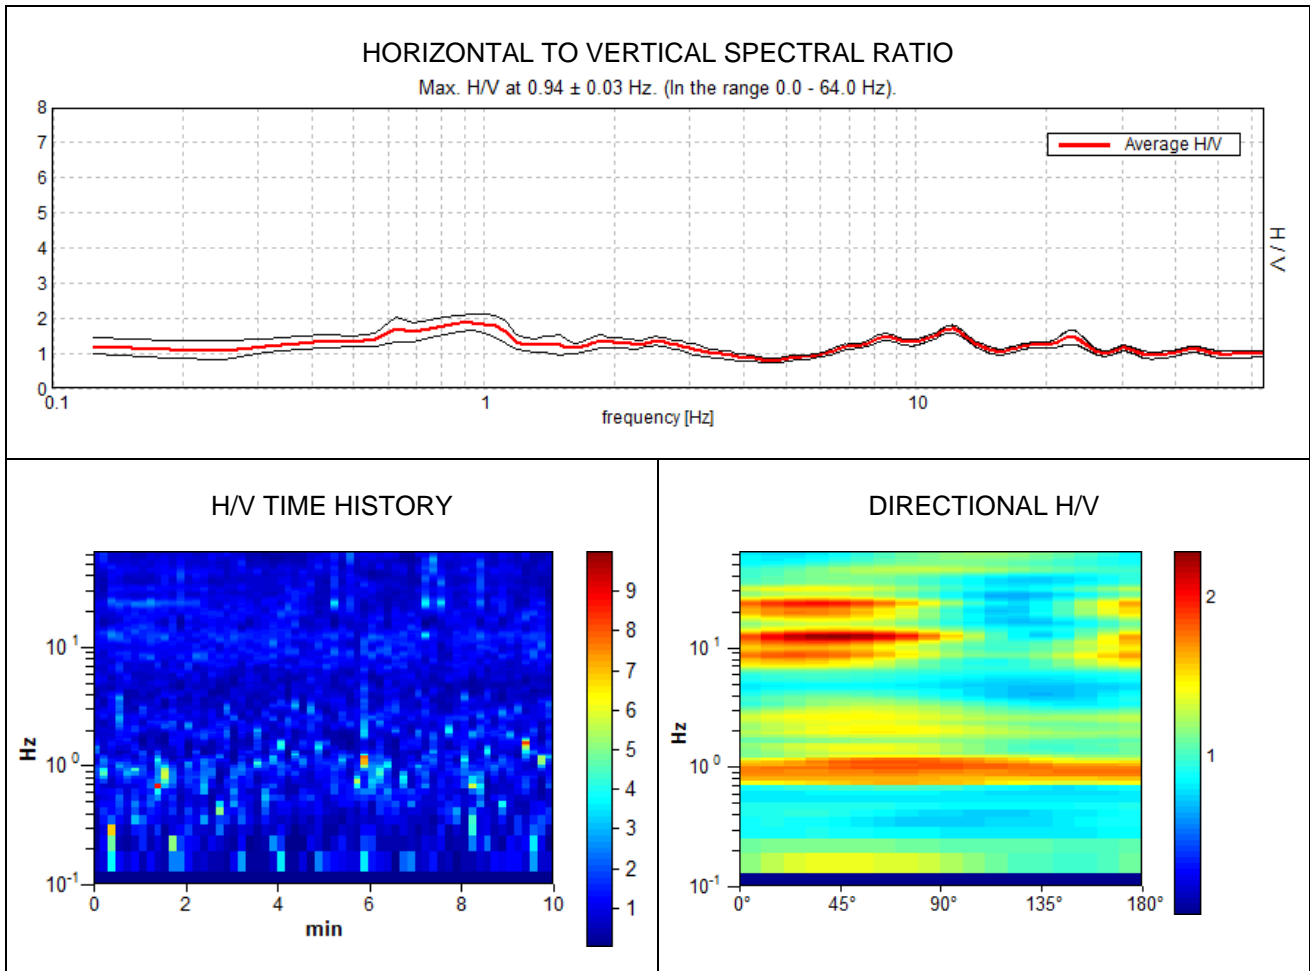 HORIZONTAL TO VERTICAL SPECTRAL RATIO
Max. H/V at 0.94 ± 0.03 Hz. (In the range 0.0 - 64.0 Hz).
8
7
6
5
4
3
2
1
0
Average H/V
H / V
0.1 1 10
frequency [Hz]
H/V TIME HISTORY
Hz
10¹
10⁰
10⁻¹
0 2 4 6 8 10
min
9
8
7
6
5
4
3
2
1
DIRECTIONAL H/V
Hz
10¹
10⁰
10⁻¹
0° 45° 90° 135° 180°
2
1